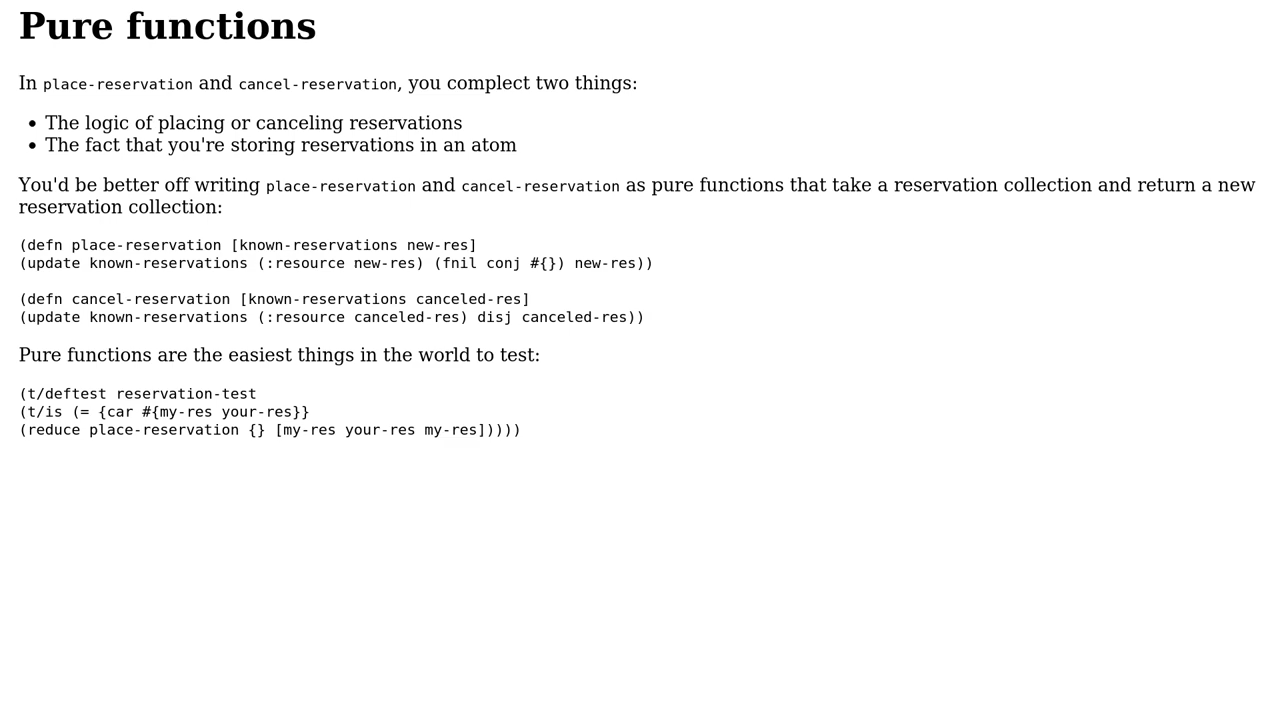 Pure functions
In place-reservation and cancel-reservation, you complect two things:
• The logic of placing or canceling reservations
• The fact that you're storing reservations in an atom
You'd be better off writing place-reservation and cancel-reservation as pure functions that take a reservation collection and return a new
reservation collection:
(defn place-reservation [known-reservations new-res]
(update known-reservations (:resource new-res) (fnil conj #{}) new-res))
(defn cancel-reservation [known-reservations canceled-res]
(update known-reservations (:resource canceled-res) disj canceled-res))
Pure functions are the easiest things in the world to test:
(t/deftest reservation-test
(t/is (= {car #{my-res your-res}}
(reduce place-reservation {} [my-res your-res my-res]))))